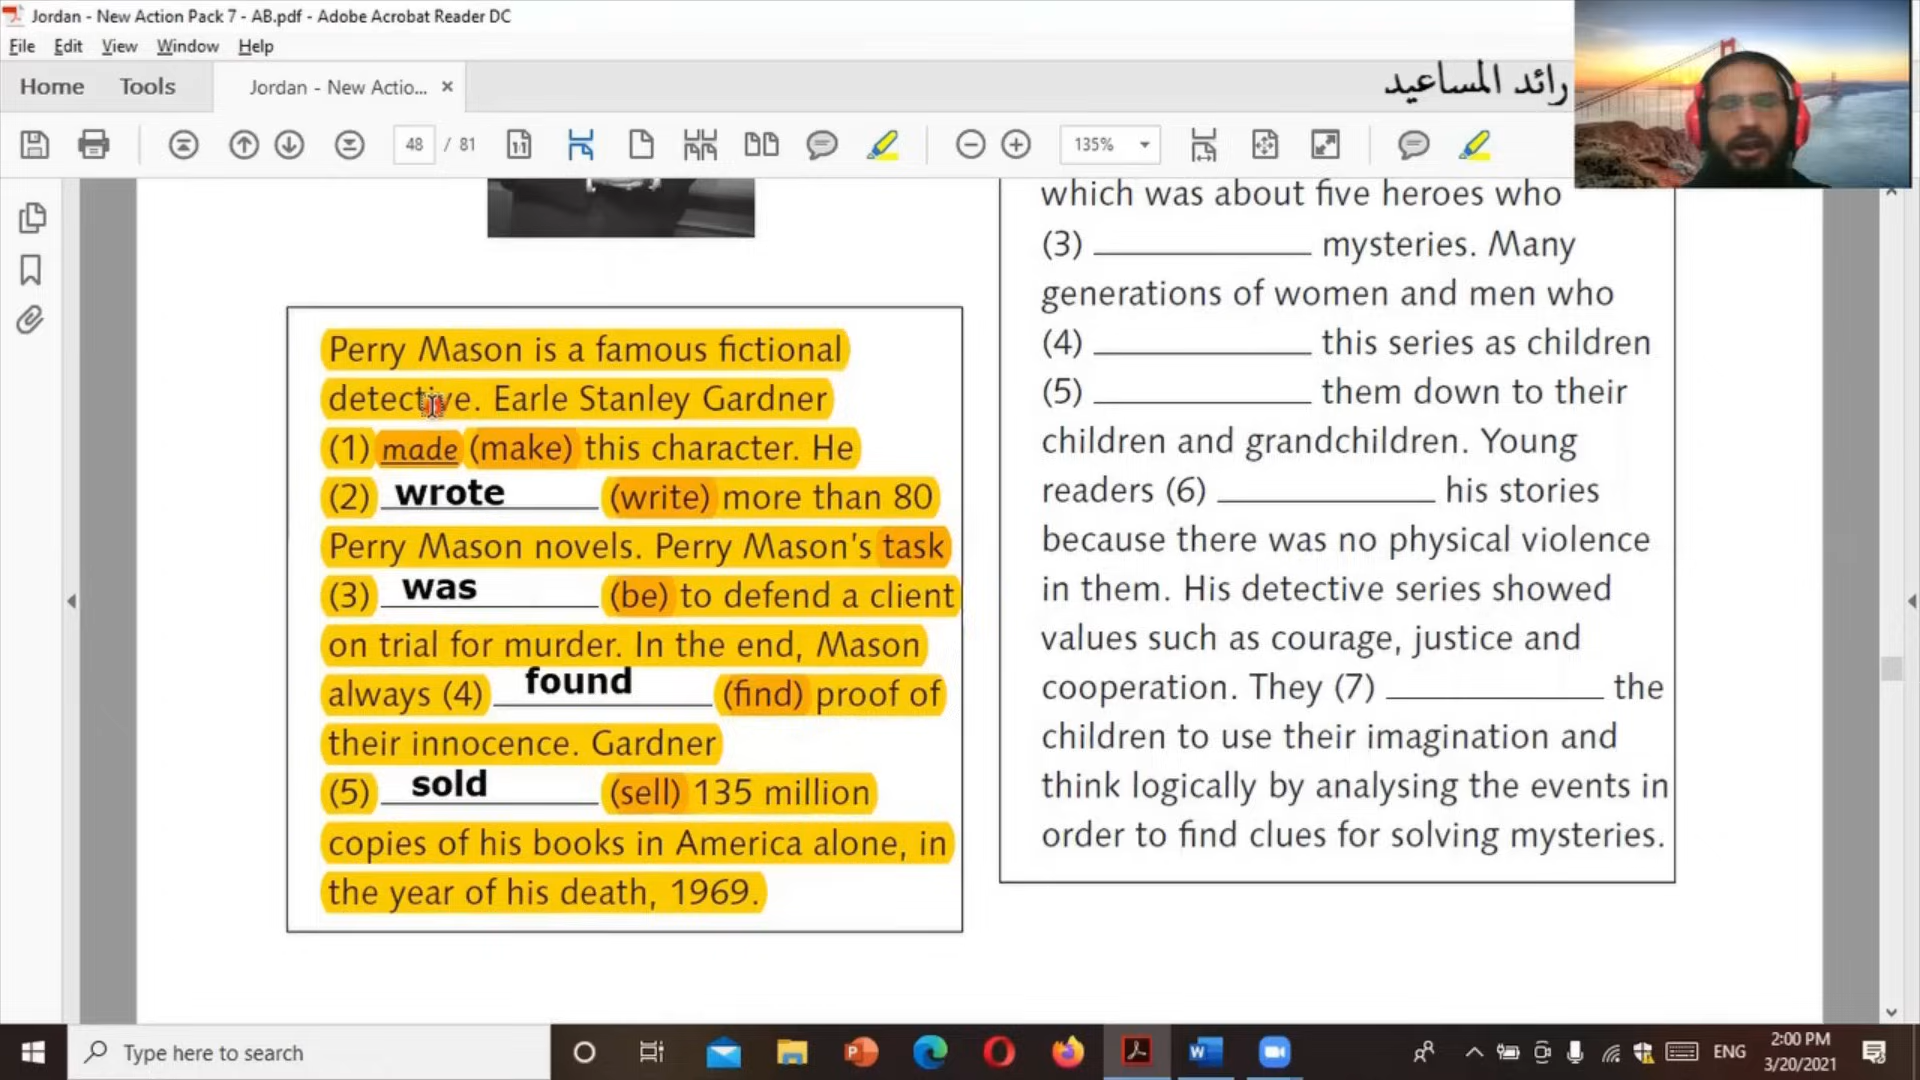 Jordan - New Action Pack 7 - AB.pdf - Adobe Acrobat Reader DC
File Edit View Window Help
Home Tools Jordan - New Actio... ×
رائد المساعيد
48 / 81 135%
Perry Mason is a famous fictional
detective. Earle Stanley Gardner
(1) made (make) this character. He
(2) wrote (write) more than 80
Perry Mason novels. Perry Mason's task
(3) was (be) to defend a client
on trial for murder. In the end, Mason
always (4) found (find) proof of
their innocence. Gardner
(5) sold (sell) 135 million
copies of his books in America alone, in
the year of his death, 1969.
which was about five heroes who
(3) ____________ mysteries. Many
generations of women and men who
(4) ____________ this series as children
(5) ____________ them down to their
children and grandchildren. Young
readers (6) ____________ his stories
because there was no physical violence
in them. His detective series showed
values such as courage, justice and
cooperation. They (7) ____________ the
children to use their imagination and
think logically by analysing the events in
order to find clues for solving mysteries.
Type here to search
ENG
2:00 PM
3/20/2021